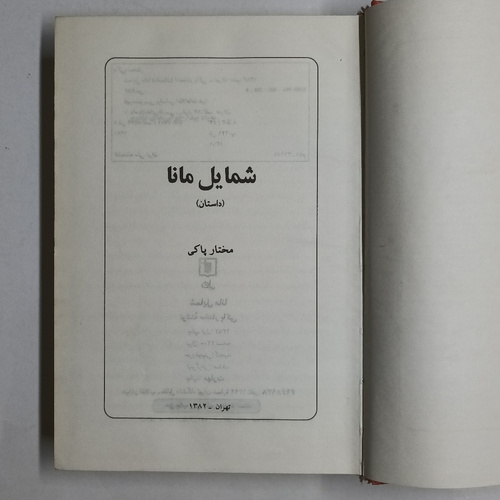 شمایل مانا
(داستان)
مختار پاکی
تهران - ۱۳۸۲